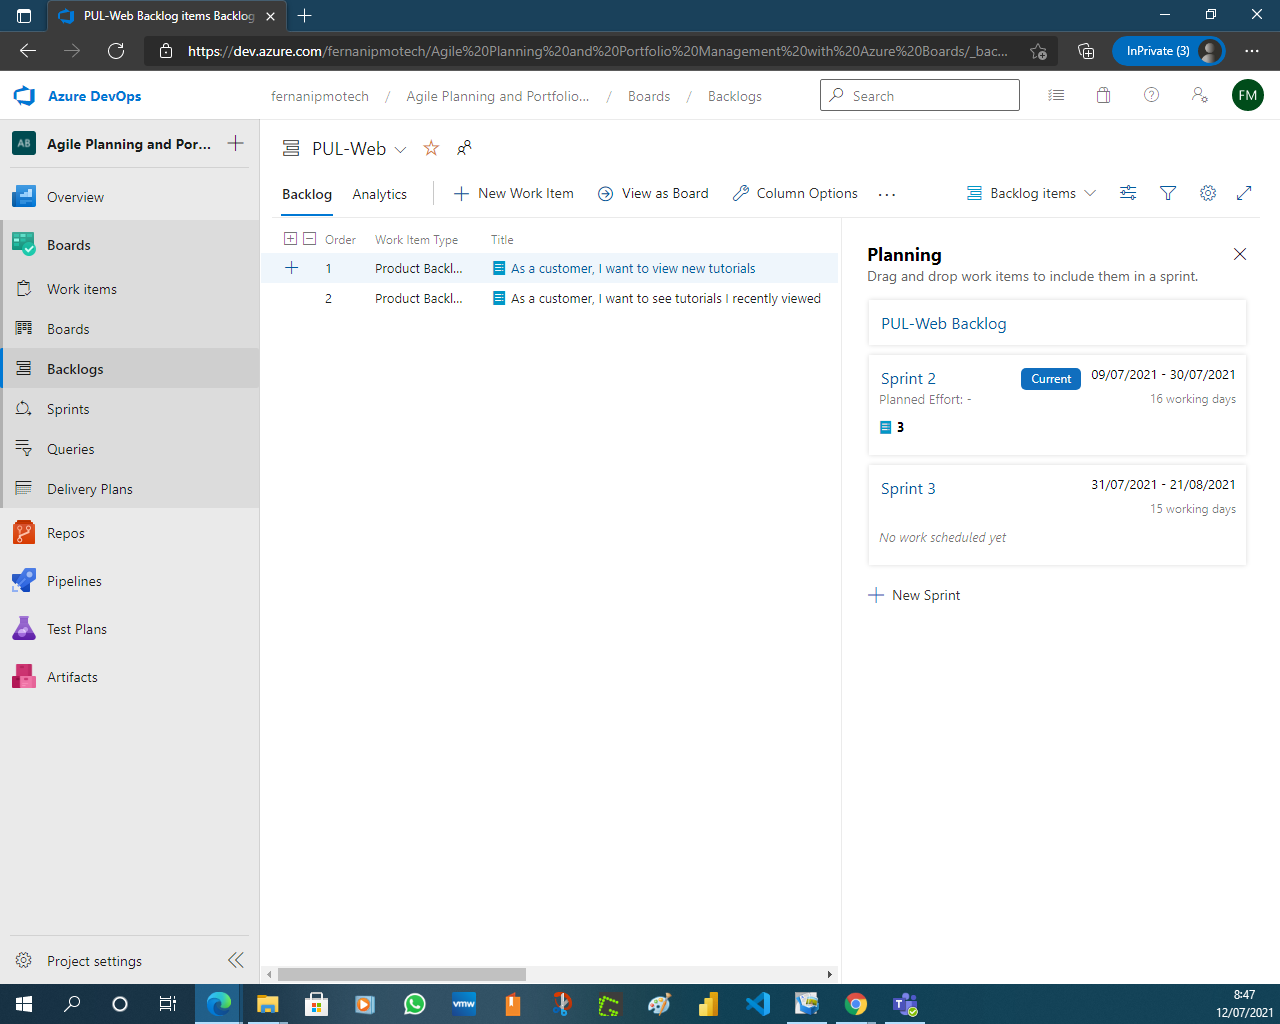 PUL-Web Backlog items Backlog
https://dev.azure.com/fernanipmotech/Agile%20Planning%20and%20Portfolio%20Management%20with%20Azure%20Boards/_bac...
InPrivate (3)
Azure DevOps
fernanipmotech / Agile Planning and Portfolio... / Boards / Backlogs
Search
FM
AB
Agile Planning and Por...
Overview
Boards
Work items
Boards
Backlogs
Sprints
Queries
Delivery Plans
Repos
Pipelines
Test Plans
Artifacts
Project settings
PUL-Web
Backlog
Analytics
New Work Item
View as Board
Column Options
Backlog items
Order Work Item Type Title
1 Product Backl... As a customer, I want to view new tutorials
2 Product Backl... As a customer, I want to see tutorials I recently viewed
Planning
Drag and drop work items to include them in a sprint.
PUL-Web Backlog
Sprint 2 Current 09/07/2021 - 30/07/2021
Planned Effort: - 16 working days
3
Sprint 3 31/07/2021 - 21/08/2021
15 working days
No work scheduled yet
New Sprint
vmw
8:47
12/07/2021